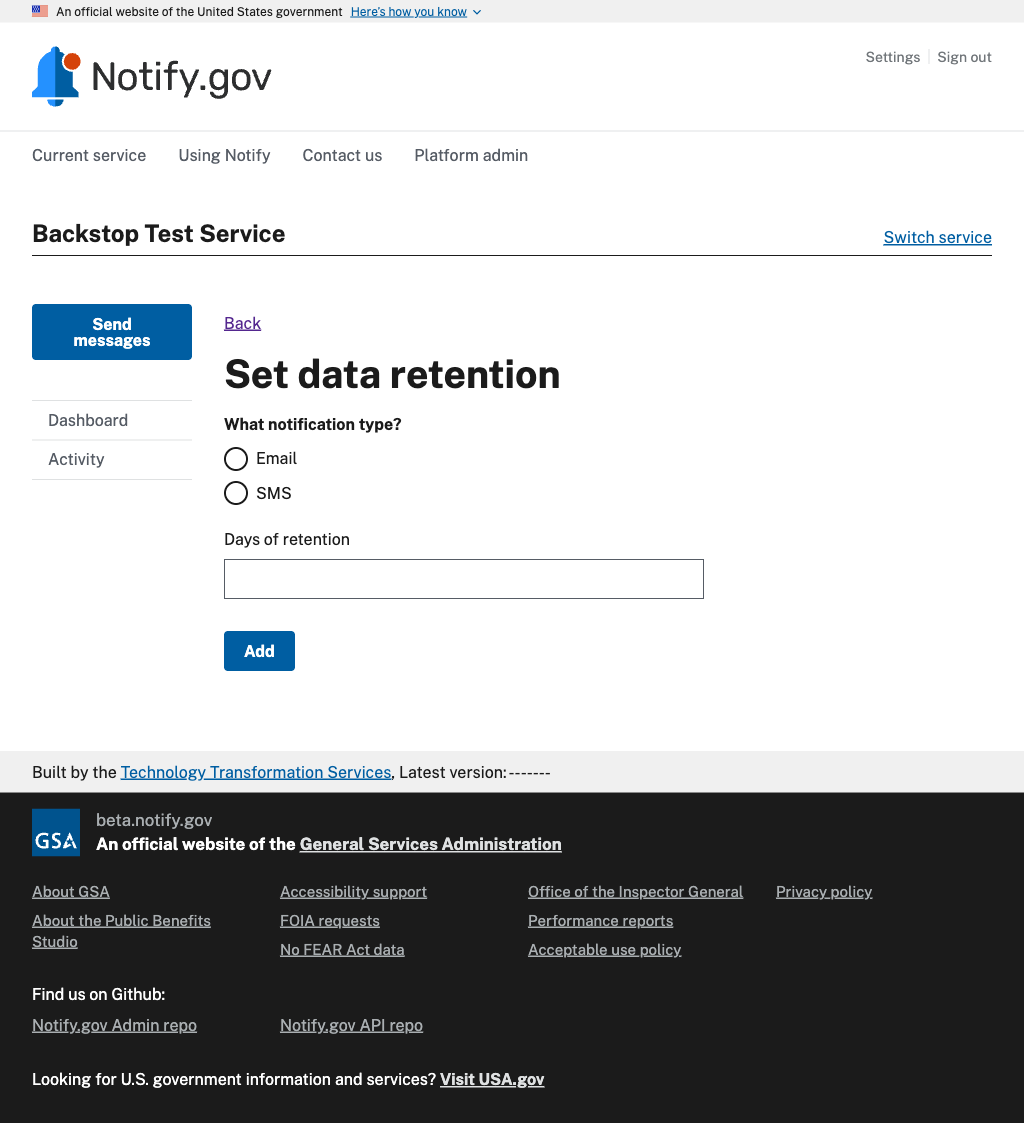 An official website of the United States government Here's how you know
Notify.gov
Settings Sign out
Current service Using Notify Contact us Platform admin
Backstop Test Service
Switch service
Send
messages
Dashboard
Activity
Back
Set data retention
What notification type?
Email
SMS
Days of retention
Add
Built by the Technology Transformation Services, Latest version:-------
GSA
beta.notify.gov
An official website of the General Services Administration
About GSA
About the Public Benefits
Studio
Accessibility support
FOIA requests
No FEAR Act data
Office of the Inspector General
Performance reports
Acceptable use policy
Privacy policy
Find us on Github:
Notify.gov Admin repo
Notify.gov API repo
Looking for U.S. government information and services? Visit USA.gov